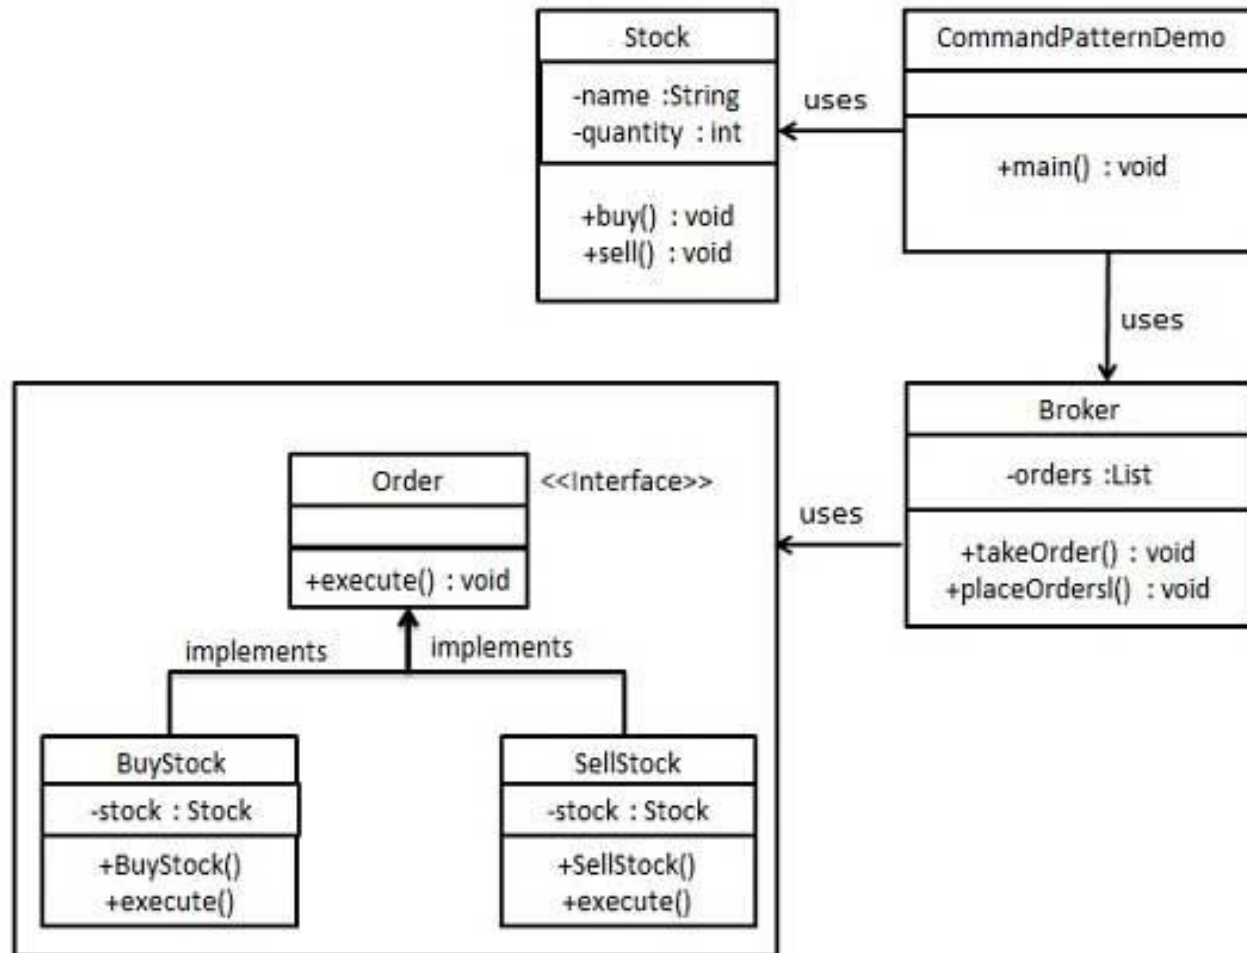 Stock
-name :String
-quantity : int
+buy() : void
+sell() : void
uses
CommandPatternDemo
+main() : void
uses
Broker
-orders :List
+takeOrder() : void
+placeOrdersl() : void
uses
Order
<<Interface>>
+execute() : void
implements
implements
BuyStock
-stock : Stock
+BuyStock()
+execute()
SellStock
-stock : Stock
+SellStock()
+execute()